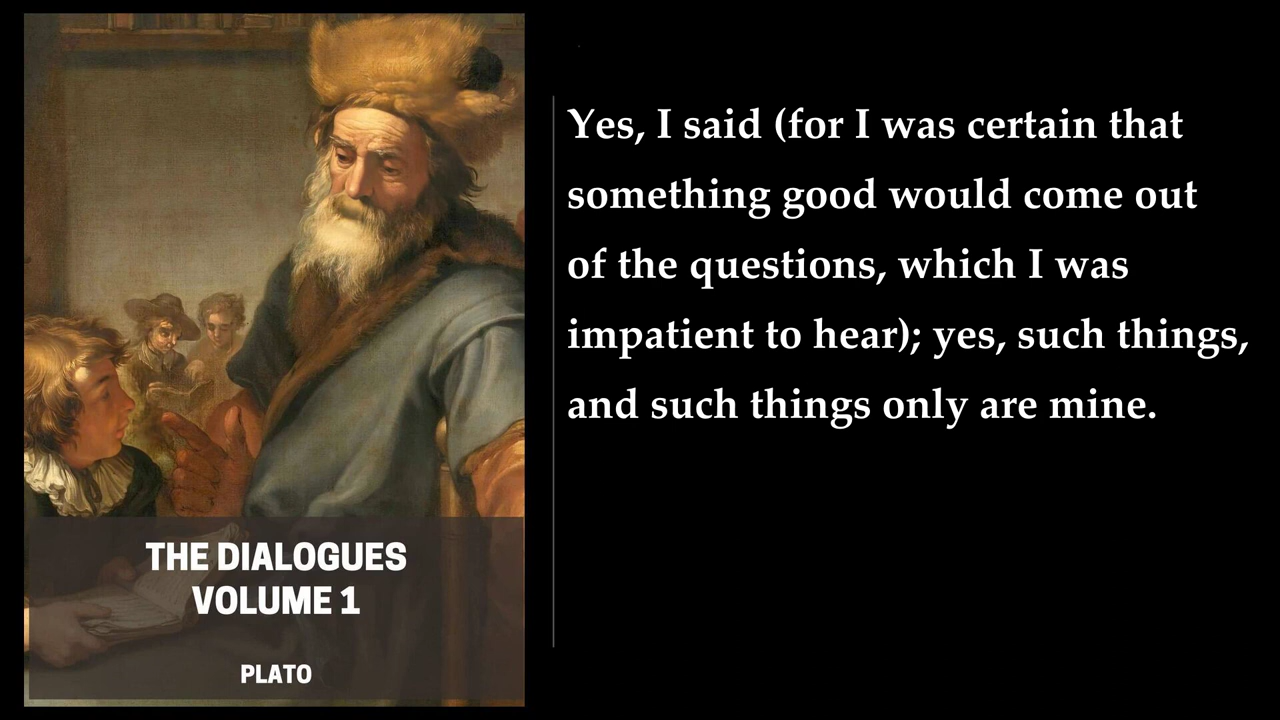 THE DIALOGUES
VOLUME 1
PLATO
Yes, I said (for I was certain that
something good would come out
of the questions, which I was
impatient to hear); yes, such things,
and such things only are mine.